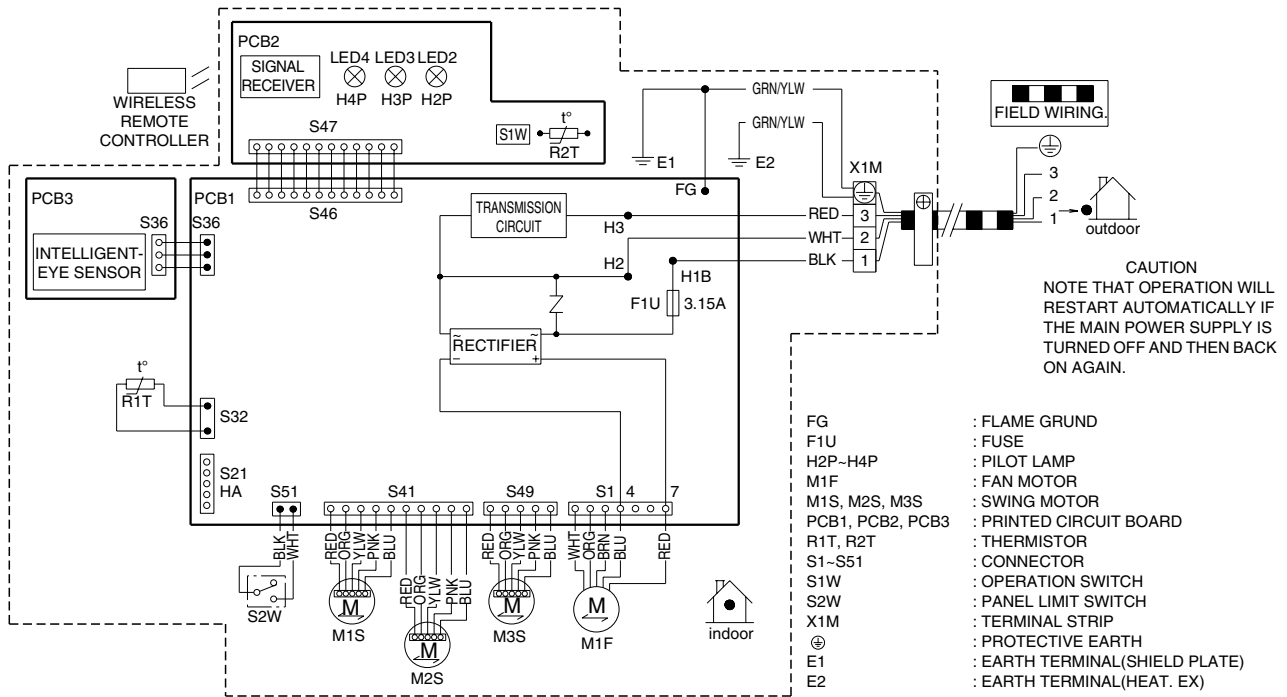 PCB2
SIGNAL
RECEIVER
LED4 LED3 LED2
H4P H3P H2P
WIRELESS
REMOTE
CONTROLLER
S47
S1W
t°
R2T
GRN/YLW
GRN/YLW
E1
E2
FIELD WIRING.
X1M
3
2
1
outdoor
PCB3
S36
INTELLIGENT-
EYE SENSOR
PCB1
S36
S46
FG
TRANSMISSION
CIRCUIT
H3
RED 3
WHT 2
BLK 1
H2
H1B
F1U 3.15A
~ ~
RECTIFIER
− +
CAUTION
NOTE THAT OPERATION WILL
RESTART AUTOMATICALLY IF
THE MAIN POWER SUPPLY IS
TURNED OFF AND THEN BACK
ON AGAIN.
t°
R1T
S32
S21
HA
S51
S41
S49
S1 4 7
BLK WHT
RED ORG YLW PNK BLU
RED ORG YLW PNK BLU
RED ORG YLW PNK BLU
WHT ORG BRN BLU RED
S2W
M
M1S
M
M2S
M
M3S
M
M1F
indoor
FG : FLAME GRUND
F1U : FUSE
H2P~H4P : PILOT LAMP
M1F : FAN MOTOR
M1S, M2S, M3S : SWING MOTOR
PCB1, PCB2, PCB3 : PRINTED CIRCUIT BOARD
R1T, R2T : THERMISTOR
S1~S51 : CONNECTOR
S1W : OPERATION SWITCH
S2W : PANEL LIMIT SWITCH
X1M : TERMINAL STRIP
: PROTECTIVE EARTH
E1 : EARTH TERMINAL(SHIELD PLATE)
E2 : EARTH TERMINAL(HEAT. EX)